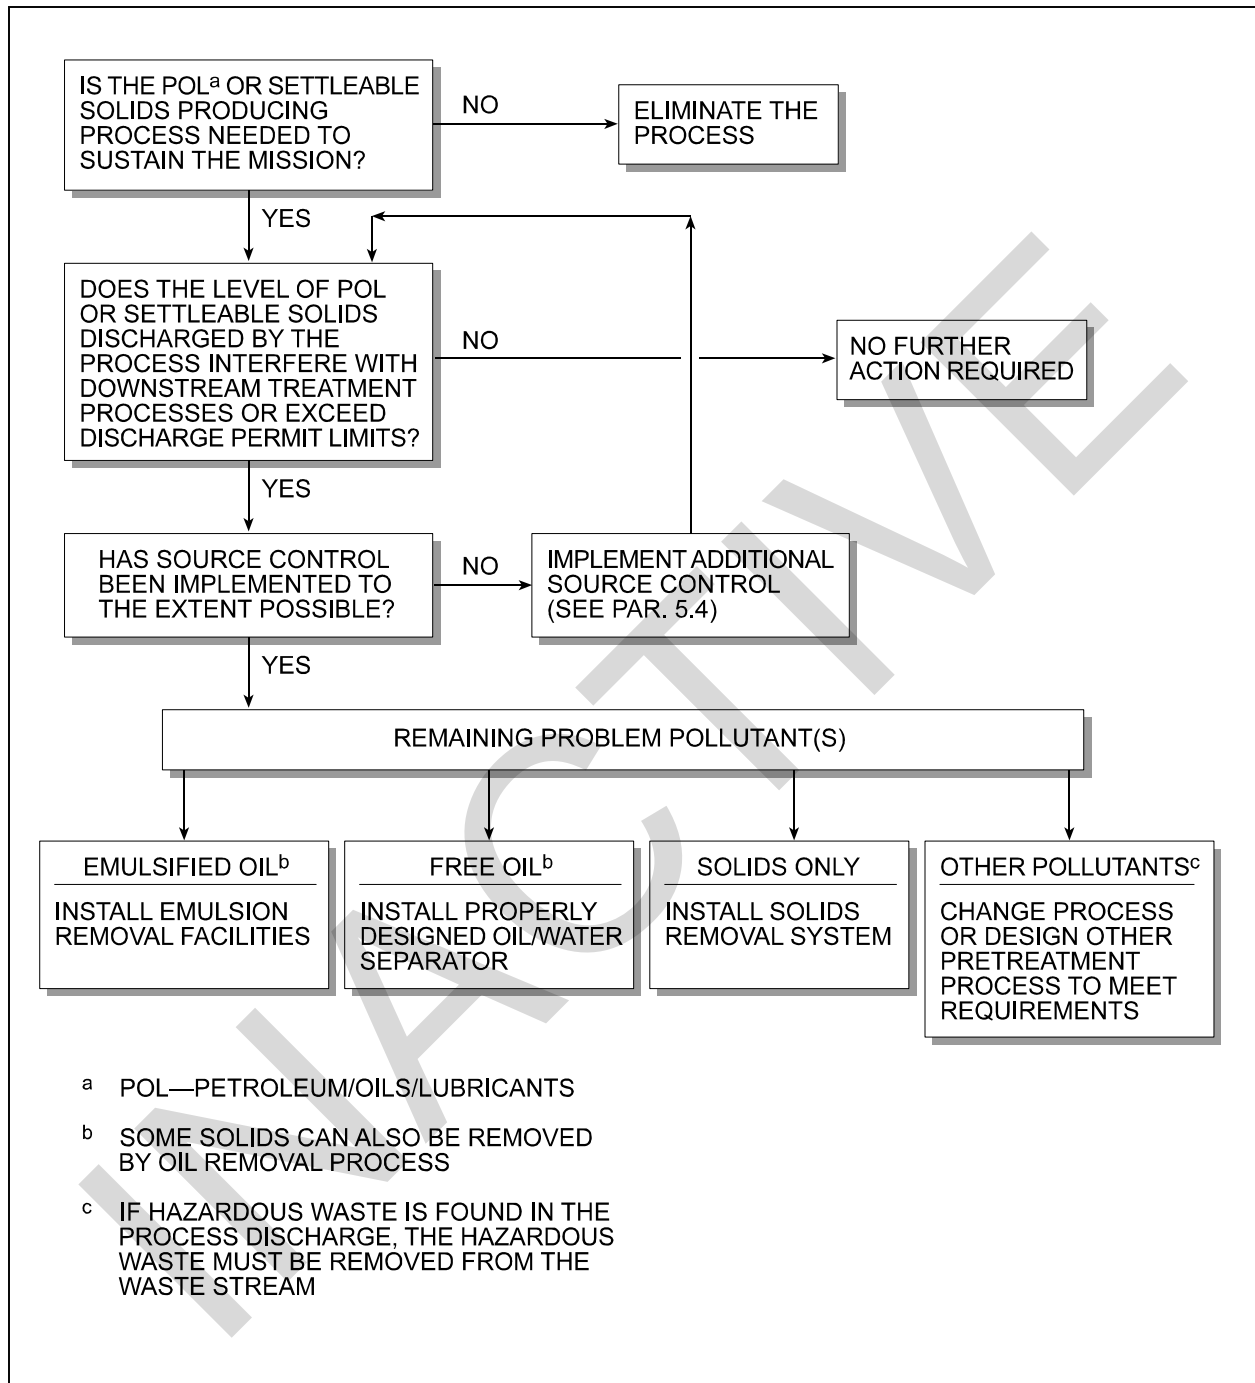 IS THE POLa OR SETTLEABLE
SOLIDS PRODUCING
PROCESS NEEDED TO
SUSTAIN THE MISSION?
NO
ELIMINATE THE
PROCESS
YES
DOES THE LEVEL OF POL
OR SETTLEABLE SOLIDS
DISCHARGED BY THE
PROCESS INTERFERE WITH
DOWNSTREAM TREATMENT
PROCESSES OR EXCEED
DISCHARGE PERMIT LIMITS?
NO
NO FURTHER
ACTION REQUIRED
YES
HAS SOURCE CONTROL
BEEN IMPLEMENTED TO
THE EXTENT POSSIBLE?
NO
IMPLEMENT ADDITIONAL
SOURCE CONTROL
(SEE PAR. 5.4)
YES
REMAINING PROBLEM POLLUTANT(S)
EMULSIFIED OILb
INSTALL EMULSION
REMOVAL FACILITIES
FREE OILb
INSTALL PROPERLY
DESIGNED OIL/WATER
SEPARATOR
SOLIDS ONLY
INSTALL SOLIDS
REMOVAL SYSTEM
OTHER POLLUTANTSc
CHANGE PROCESS
OR DESIGN OTHER
PRETREATMENT
PROCESS TO MEET
REQUIREMENTS
a POL—PETROLEUM/OILS/LUBRICANTS
b SOME SOLIDS CAN ALSO BE REMOVED
BY OIL REMOVAL PROCESS
c IF HAZARDOUS WASTE IS FOUND IN THE
PROCESS DISCHARGE, THE HAZARDOUS
WASTE MUST BE REMOVED FROM THE
WASTE STREAM
INACTIVE